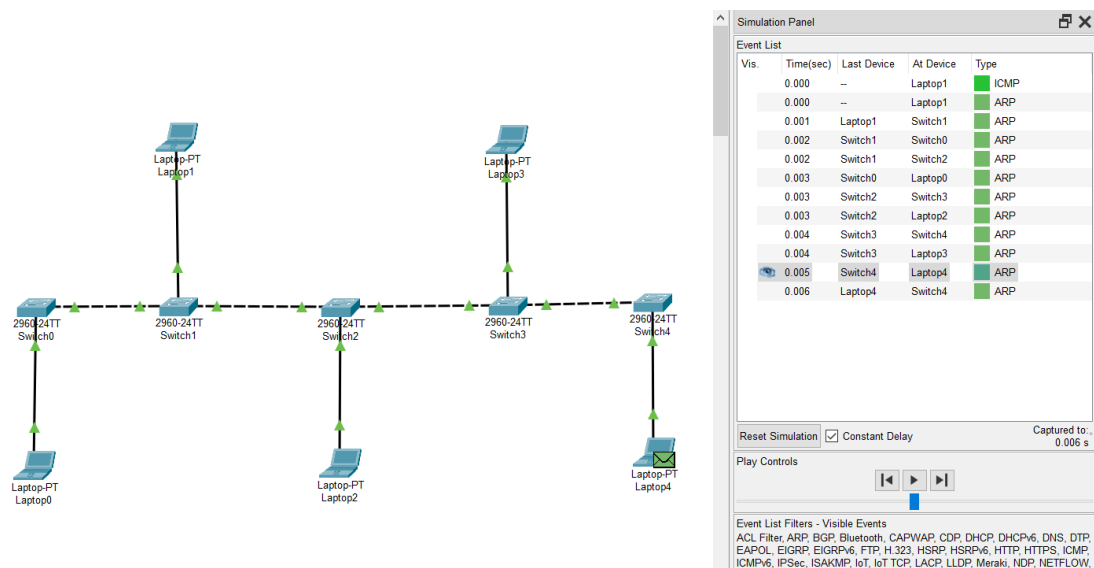 Laptop-PT
Laptop1
Laptop-PT
Laptop3
2960-24TT
Switch0
2960-24TT
Switch1
2960-24TT
Switch2
2960-24TT
Switch3
2960-24TT
Switch4
Laptop-PT
Laptop0
Laptop-PT
Laptop2
Laptop-PT
Laptop4
Simulation Panel
Event List
Vis. Time(sec) Last Device At Device Type
0.000 -- Laptop1 ICMP
0.000 -- Laptop1 ARP
0.001 Laptop1 Switch1 ARP
0.002 Switch1 Switch0 ARP
0.002 Switch1 Switch2 ARP
0.003 Switch0 Laptop0 ARP
0.003 Switch2 Switch3 ARP
0.003 Switch2 Laptop2 ARP
0.004 Switch3 Switch4 ARP
0.004 Switch3 Laptop3 ARP
0.005 Switch4 Laptop4 ARP
0.006 Laptop4 Switch4 ARP
Reset Simulation Constant Delay Captured to:
0.006 s
Play Controls
Event List Filters - Visible Events
ACL Filter, ARP, BGP, Bluetooth, CAPWAP, CDP, DHCP, DHCPv6, DNS, DTP,
EAPOL, EIGRP, EIGRPv6, FTP, H.323, HSRP, HSRPv6, HTTP, HTTPS, ICMP,
ICMPv6, IPSec, ISAKMP, IoT, IoT TCP, LACP, LLDP, Meraki, NDP, NETFLOW,